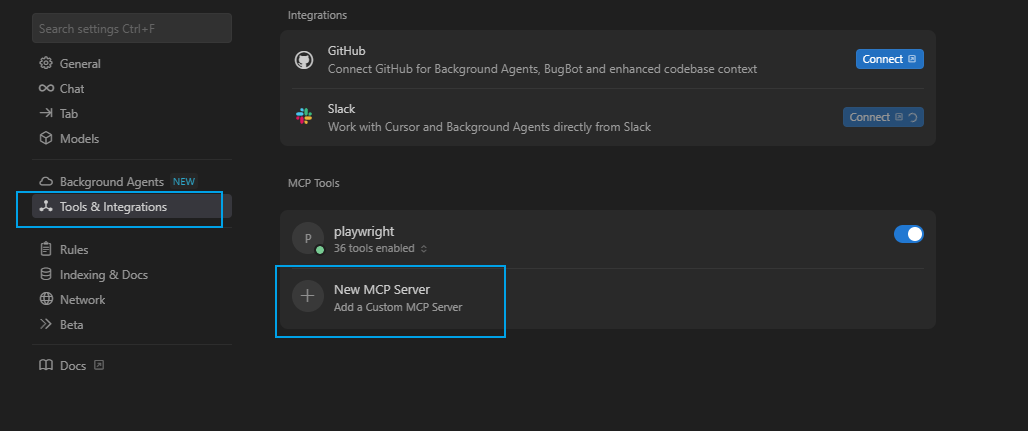 Search settings Ctrl+F
General
Chat
Tab
Models
Background Agents NEW
Tools & Integrations
Rules
Indexing & Docs
Network
Beta
Docs
Integrations
GitHub
Connect GitHub for Background Agents, BugBot and enhanced codebase context
Connect
Slack
Work with Cursor and Background Agents directly from Slack
Connect
MCP Tools
P
playwright
36 tools enabled
New MCP Server
Add a Custom MCP Server